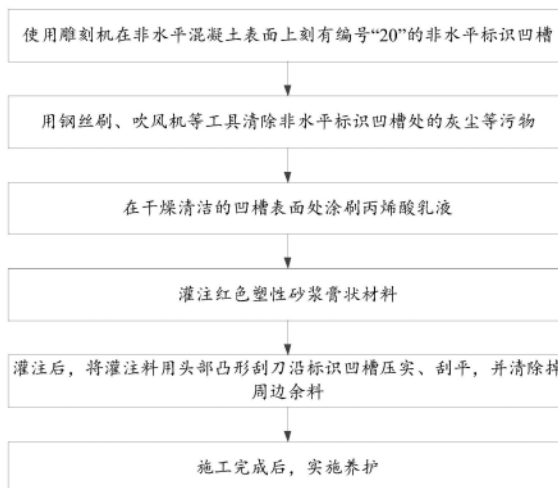 使用雕刻机在非水平混凝土表面上刻有编号“20”的非水平标识凹槽
用钢丝刷、吹风机等工具清除非水平标识凹槽处的灰尘等污物
在干燥清洁的凹槽表面处涂刷丙烯酸乳液
灌注红色塑性砂浆膏状材料
灌注后，将灌注料用头部凸形刮刀沿标识凹槽压实、刮平，并清除掉
周边余料
施工完成后，实施养护